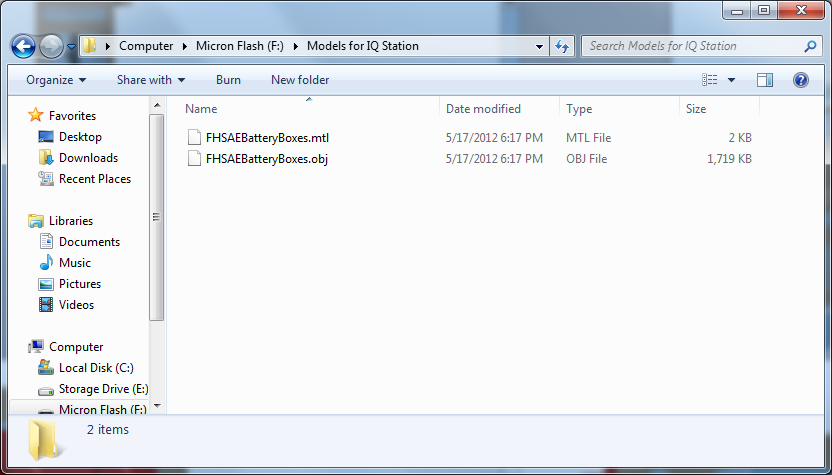 Computer Micron Flash (F:) Models for IQ Station Search Models for IQ Station
Organize Share with Burn New folder
Name Date modified Type Size
FHSAEBatteryBoxes.mtl 5/17/2012 6:17 PM MTL File 2 KB
FHSAEBatteryBoxes.obj 5/17/2012 6:17 PM OBJ File 1,719 KB
Favorites
Desktop
Downloads
Recent Places
Libraries
Documents
Music
Pictures
Videos
Computer
Local Disk (C:)
Storage Drive (E:)
Micron Flash (F:)
2 items